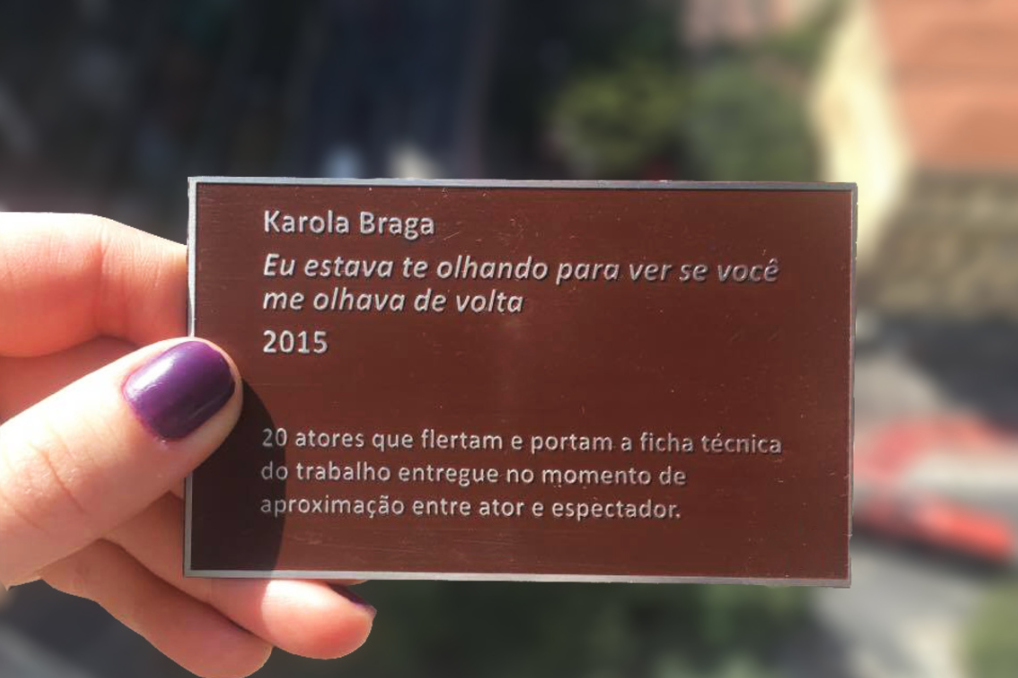 Karola Braga
Eu estava te olhando para ver se você
me olhava de volta
2015
20 atores que flertam e portam a ficha técnica
do trabalho entregue no momento de
aproximação entre ator e espectador.